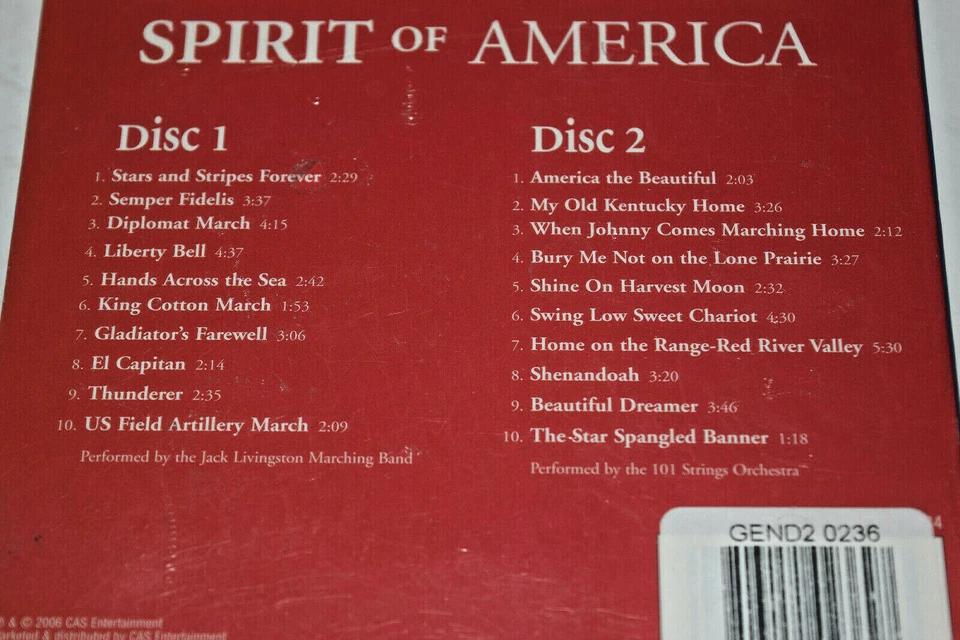 SPIRIT OF AMERICA
Disc 1
1. Stars and Stripes Forever 2:29
2. Semper Fidelis 3:37
3. Diplomat March 4:15
4. Liberty Bell 4:37
5. Hands Across the Sea 2:42
6. King Cotton March 1:53
7. Gladiator's Farewell 3:06
8. El Capitan 2:14
9. Thunderer 2:35
10. US Field Artillery March 2:09
Performed by the Jack Livingston Marching Band
Disc 2
1. America the Beautiful 2:03
2. My Old Kentucky Home 3:26
3. When Johnny Comes Marching Home 2:12
4. Bury Me Not on the Lone Prairie 3:27
5. Shine On Harvest Moon 2:32
6. Swing Low Sweet Chariot 4:30
7. Home on the Range-Red River Valley 5:30
8. Shenandoah 3:20
9. Beautiful Dreamer 3:46
10. The Star Spangled Banner 1:18
Performed by the 101 Strings Orchestra
GEND2 0236
& © 2006 CAS Entertainment
& distributed by CAS Entertainment